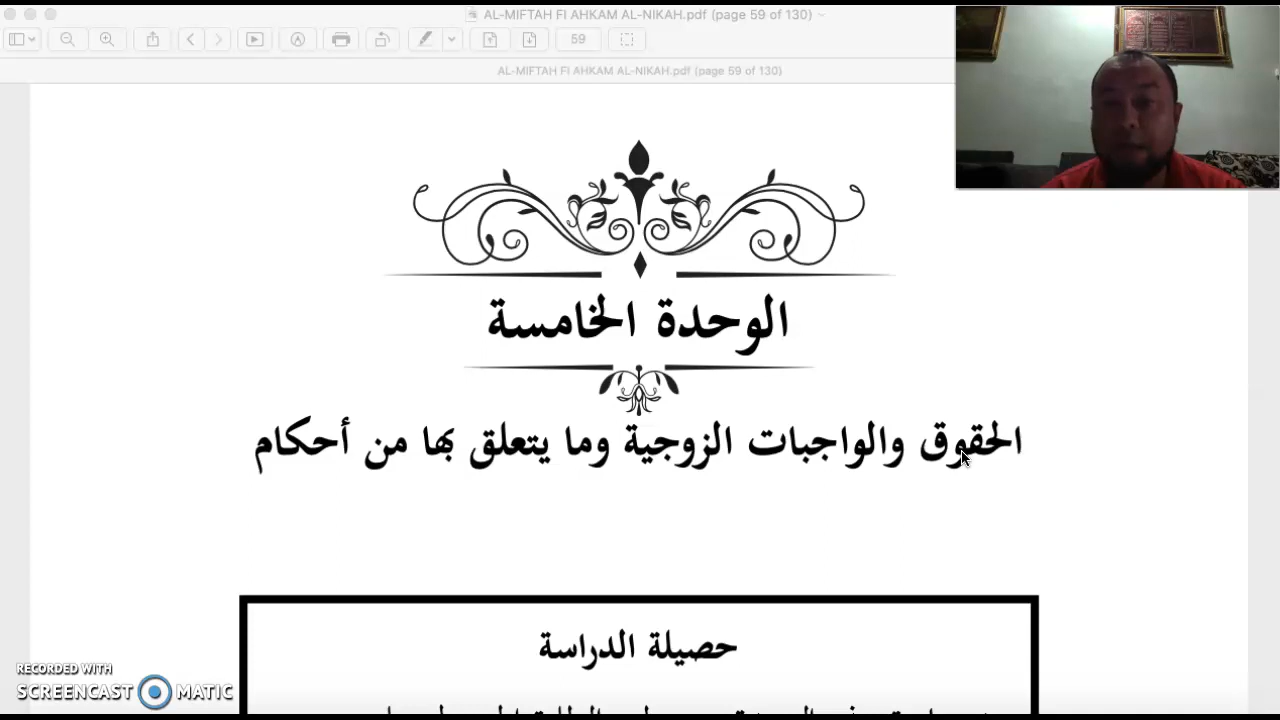 AL-MIFTAH FI AHKAM AL-NIKAH.pdf (page 59 of 130)
59
AL-MIFTAH FI AHKAM AL-NIKAH.pdf (page 59 of 130)
الوحدة الخامسة
الحقوق والواجبات الزوجية وما يتعلق بها من أحكام
حصيلة الدراسة
RECORDED WITH
SCREENCAST MATIC